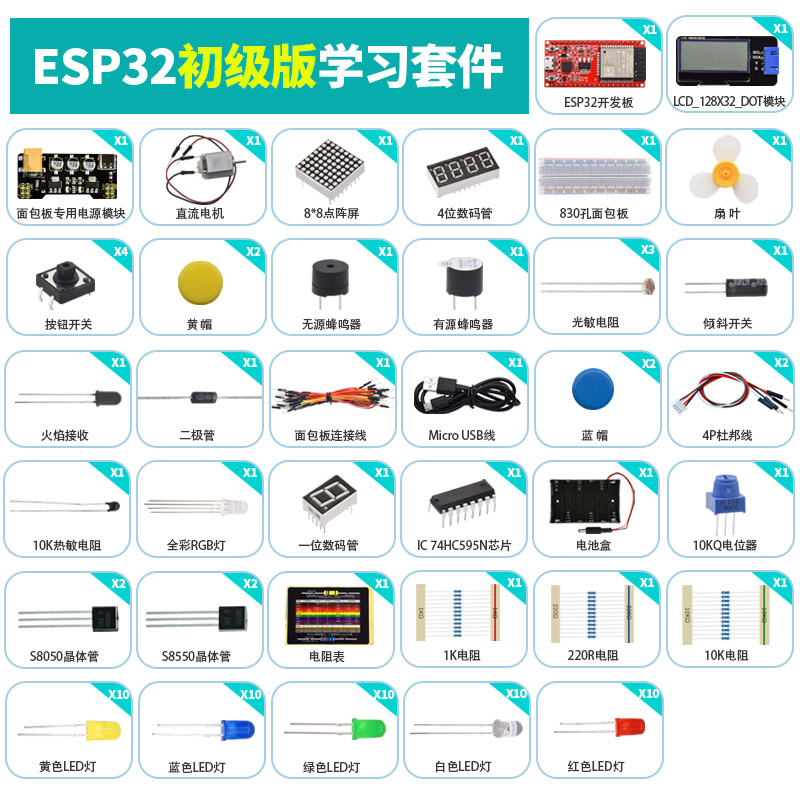 ESP32初级版学习套件
X1
ESP32开发板
X1
LCD_128X32_DOT模块
X1
面包板专用电源模块
X1
直流电机
X1
8*8点阵屏
X1
4位数码管
X1
830孔面包板
X1
扇叶
X4
按钮开关
X2
黄帽
X1
无源蜂鸣器
X1
有源蜂鸣器
X3
光敏电阻
X1
倾斜开关
X1
火焰接收
X1
二极管
X1
面包板连接线
X1
Micro USB线
X2
蓝帽
X2
4P杜邦线
X1
10K热敏电阻
X1
全彩RGB灯
X1
一位数码管
X1
IC 74HC595N芯片
X1
电池盒
X1
10KQ电位器
X2
S8050晶体管
X2
S8550晶体管
X1
电阻表
X1
1K电阻
X1
220R电阻
X1
10K电阻
X10
黄色LED灯
X10
蓝色LED灯
X10
绿色LED灯
X10
白色LED灯
X10
红色LED灯